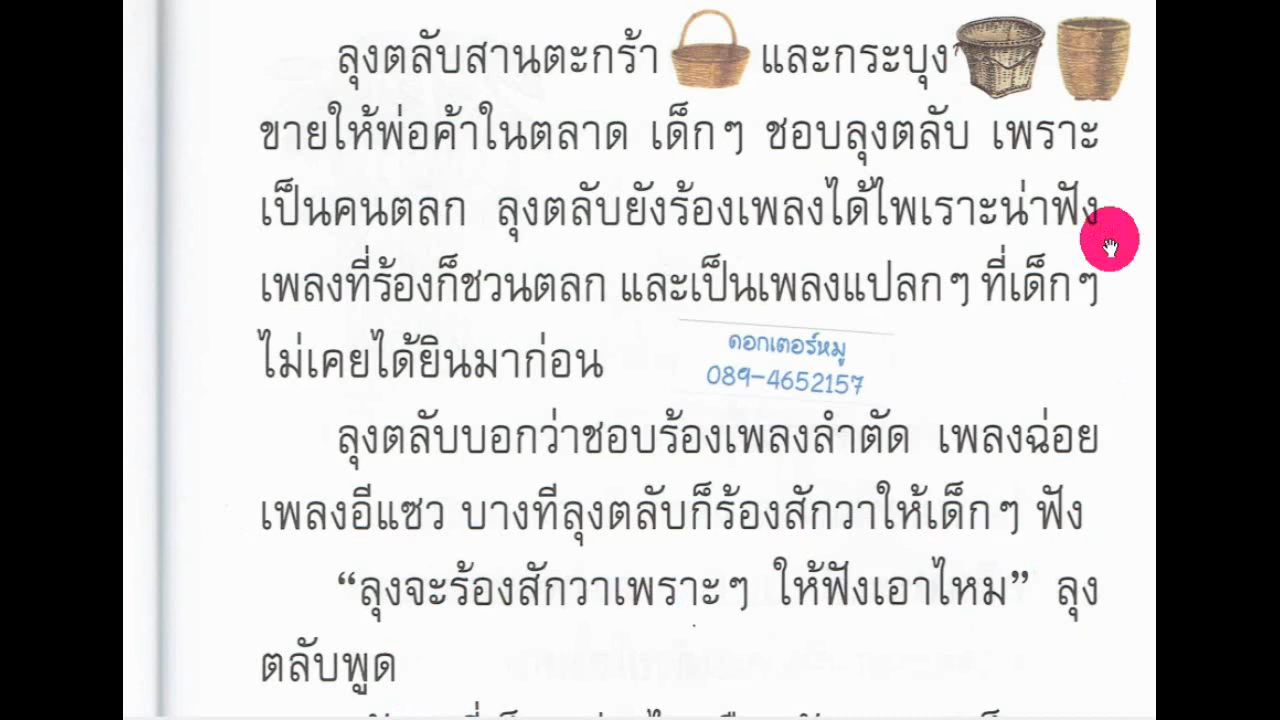 ลุงตลับสานตะกร้า และกระบุง
ขายให้พ่อค้าในตลาด เด็กๆ ชอบลุงตลับ เพราะ
เป็นคนตลก ลุงตลับยังร้องเพลงได้ไพเราะน่าฟัง
เพลงที่ร้องก็ชวนตลก และเป็นเพลงแปลกๆ ที่เด็กๆ
ไม่เคยได้ยินมาก่อน
ดอกเตอร์หมู
089-4652157
ลุงตลับบอกว่าชอบร้องเพลงลำตัด เพลงฉ่อย
เพลงอีแซว บางทีลุงตลับก็ร้องสักวาให้เด็กๆ ฟัง
“ลุงจะร้องสักวาเพราะๆ ให้ฟังเอาไหม” ลุง
ตลับพูด